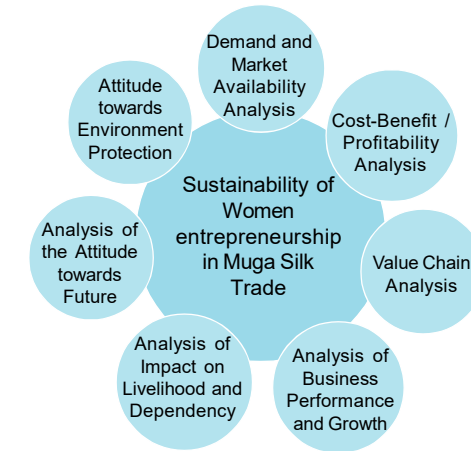 Demand and
Market
Availability
Analysis
Cost-Benefit /
Profitability
Analysis
Value Chain
Analysis
Analysis of
Business
Performance
and Growth
Analysis of
Impact on
Livelihood and
Dependency
Analysis of
the Attitude
towards
Future
Attitude
towards
Environment
Protection
Sustainability of
Women
entrepreneurship
in Muga Silk
Trade